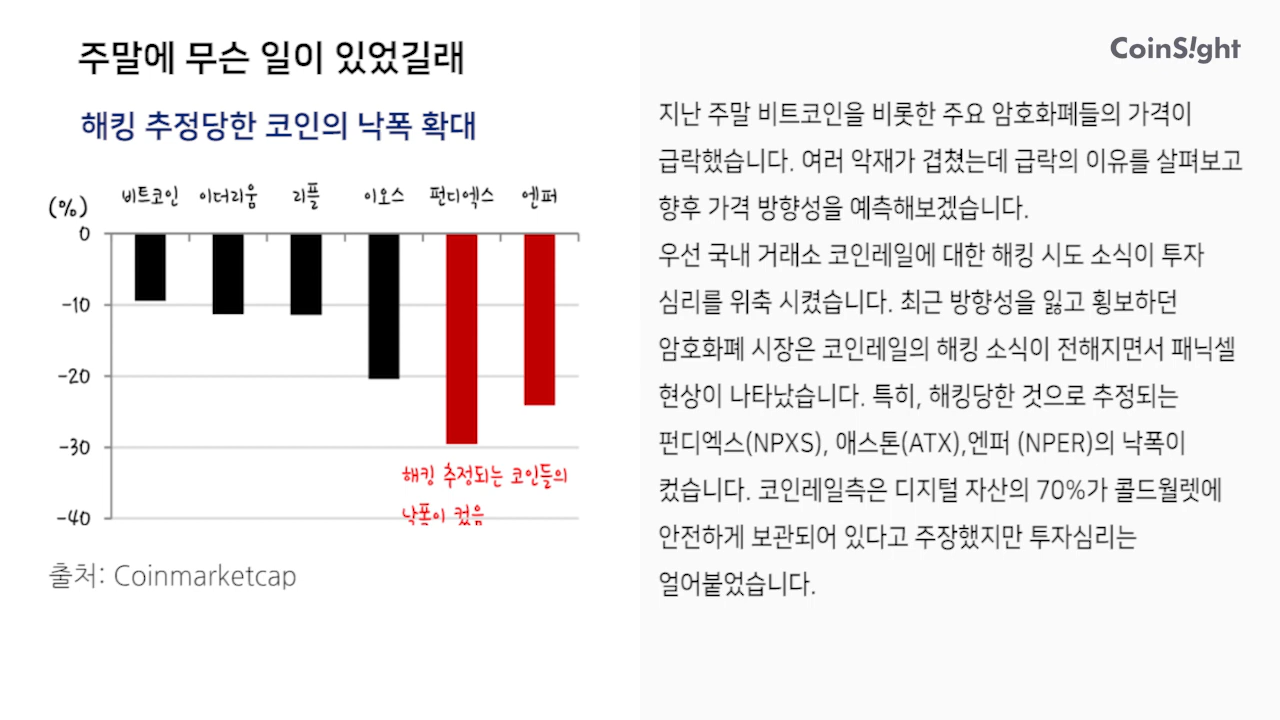 주말에 무슨 일이 있었길래
해킹 추정당한 코인의 낙폭 확대
(%)
비트코인 이더리움 리플 이오스 펀디엑스 엔퍼
0
-10
-20
-30
-40
해킹 추정되는 코인들의
낙폭이 컸음
출처: Coinmarketcap
CoinS!ght
지난 주말 비트코인을 비롯한 주요 암호화폐들의 가격이
급락했습니다. 여러 악재가 겹쳤는데 급락의 이유를 살펴보고
향후 가격 방향성을 예측해보겠습니다.
우선 국내 거래소 코인레일에 대한 해킹 시도 소식이 투자
심리를 위축 시켰습니다. 최근 방향성을 잃고 횡보하던
암호화폐 시장은 코인레일의 해킹 소식이 전해지면서 패닉셀
현상이 나타났습니다. 특히, 해킹당한 것으로 추정되는
펀디엑스(NPXS), 애스톤(ATX),엔퍼 (NPER)의 낙폭이
컸습니다. 코인레일측은 디지털 자산의 70%가 콜드월렛에
안전하게 보관되어 있다고 주장했지만 투자심리는
얼어붙었습니다.